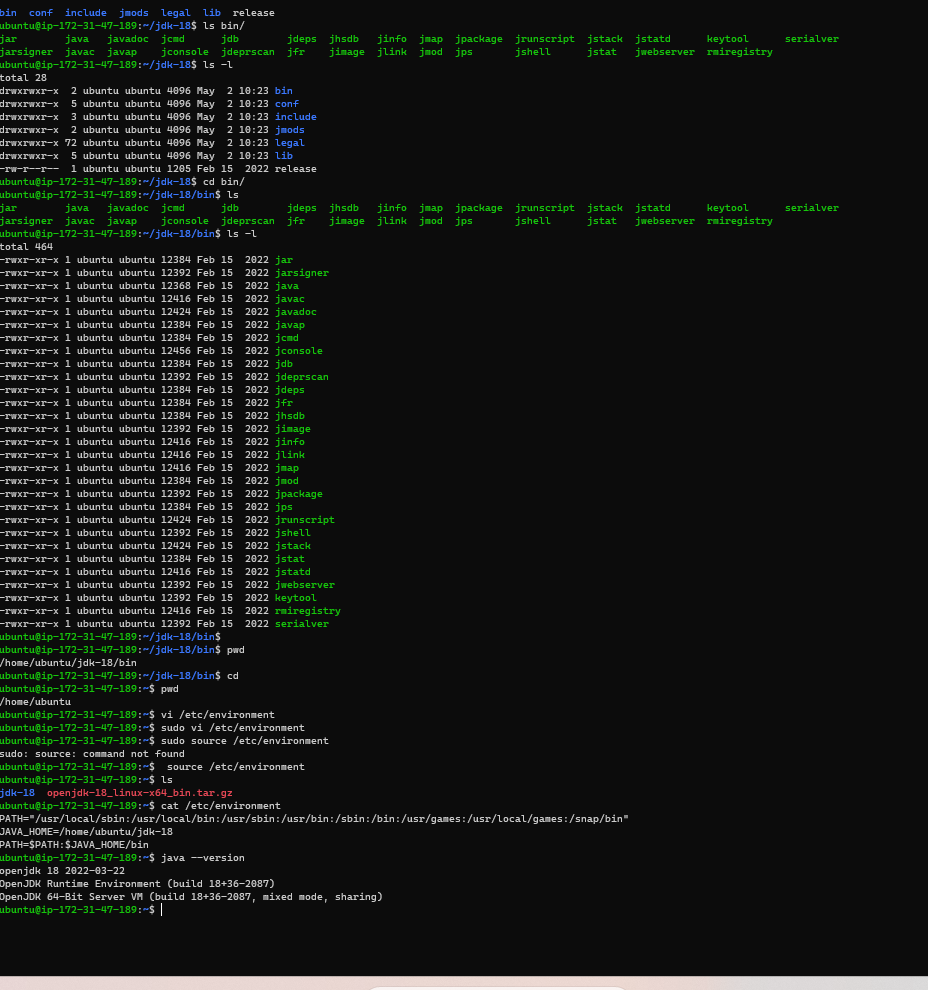 bin  conf  include  jmods  legal  lib  release
ubuntu@ip-172-31-47-189:~/jdk-18$ ls bin/
jar        java   javadoc  jcmd      jdb        jdeps  jhsdb   jinfo  jmap  jpackage  jrunscript  jstack  jstatd      keytool      serialver
jarsigner  javac  javap    jconsole  jdeprscan  jfr    jimage  jlink  jmod  jps       jshell      jstat   jwebserver  rmiregistry
ubuntu@ip-172-31-47-189:~/jdk-18$ ls -l
total 28
drwxrwxr-x  2 ubuntu ubuntu 4096 May  2 10:23 bin
drwxrwxr-x  5 ubuntu ubuntu 4096 May  2 10:23 conf
drwxrwxr-x  3 ubuntu ubuntu 4096 May  2 10:23 include
drwxrwxr-x  2 ubuntu ubuntu 4096 May  2 10:23 jmods
drwxrwxr-x 72 ubuntu ubuntu 4096 May  2 10:23 legal
drwxrwxr-x  5 ubuntu ubuntu 4096 May  2 10:23 lib
-rw-r--r--  1 ubuntu ubuntu 1205 Feb 15  2022 release
ubuntu@ip-172-31-47-189:~/jdk-18$ cd bin/
ubuntu@ip-172-31-47-189:~/jdk-18/bin$ ls
jar        java   javadoc  jcmd      jdb        jdeps  jhsdb   jinfo  jmap  jpackage  jrunscript  jstack  jstatd      keytool      serialver
jarsigner  javac  javap    jconsole  jdeprscan  jfr    jimage  jlink  jmod  jps       jshell      jstat   jwebserver  rmiregistry
ubuntu@ip-172-31-47-189:~/jdk-18/bin$ ls -l
total 464
-rwxr-xr-x 1 ubuntu ubuntu 12384 Feb 15  2022 jar
-rwxr-xr-x 1 ubuntu ubuntu 12392 Feb 15  2022 jarsigner
-rwxr-xr-x 1 ubuntu ubuntu 12368 Feb 15  2022 java
-rwxr-xr-x 1 ubuntu ubuntu 12416 Feb 15  2022 javac
-rwxr-xr-x 1 ubuntu ubuntu 12424 Feb 15  2022 javadoc
-rwxr-xr-x 1 ubuntu ubuntu 12384 Feb 15  2022 javap
-rwxr-xr-x 1 ubuntu ubuntu 12384 Feb 15  2022 jcmd
-rwxr-xr-x 1 ubuntu ubuntu 12456 Feb 15  2022 jconsole
-rwxr-xr-x 1 ubuntu ubuntu 12384 Feb 15  2022 jdb
-rwxr-xr-x 1 ubuntu ubuntu 12392 Feb 15  2022 jdeprscan
-rwxr-xr-x 1 ubuntu ubuntu 12384 Feb 15  2022 jdeps
-rwxr-xr-x 1 ubuntu ubuntu 12384 Feb 15  2022 jfr
-rwxr-xr-x 1 ubuntu ubuntu 12384 Feb 15  2022 jhsdb
-rwxr-xr-x 1 ubuntu ubuntu 12392 Feb 15  2022 jimage
-rwxr-xr-x 1 ubuntu ubuntu 12416 Feb 15  2022 jinfo
-rwxr-xr-x 1 ubuntu ubuntu 12416 Feb 15  2022 jlink
-rwxr-xr-x 1 ubuntu ubuntu 12416 Feb 15  2022 jmap
-rwxr-xr-x 1 ubuntu ubuntu 12384 Feb 15  2022 jmod
-rwxr-xr-x 1 ubuntu ubuntu 12392 Feb 15  2022 jpackage
-rwxr-xr-x 1 ubuntu ubuntu 12384 Feb 15  2022 jps
-rwxr-xr-x 1 ubuntu ubuntu 12424 Feb 15  2022 jrunscript
-rwxr-xr-x 1 ubuntu ubuntu 12392 Feb 15  2022 jshell
-rwxr-xr-x 1 ubuntu ubuntu 12424 Feb 15  2022 jstack
-rwxr-xr-x 1 ubuntu ubuntu 12384 Feb 15  2022 jstat
-rwxr-xr-x 1 ubuntu ubuntu 12416 Feb 15  2022 jstatd
-rwxr-xr-x 1 ubuntu ubuntu 12392 Feb 15  2022 jwebserver
-rwxr-xr-x 1 ubuntu ubuntu 12392 Feb 15  2022 keytool
-rwxr-xr-x 1 ubuntu ubuntu 12416 Feb 15  2022 rmiregistry
-rwxr-xr-x 1 ubuntu ubuntu 12392 Feb 15  2022 serialver
ubuntu@ip-172-31-47-189:~/jdk-18/bin$
ubuntu@ip-172-31-47-189:~/jdk-18/bin$ pwd
/home/ubuntu/jdk-18/bin
ubuntu@ip-172-31-47-189:~/jdk-18/bin$ cd
ubuntu@ip-172-31-47-189:~$ pwd
/home/ubuntu
ubuntu@ip-172-31-47-189:~$ vi /etc/environment
ubuntu@ip-172-31-47-189:~$ sudo vi /etc/environment
ubuntu@ip-172-31-47-189:~$ sudo source /etc/environment
sudo: source: command not found
ubuntu@ip-172-31-47-189:~$  source /etc/environment
ubuntu@ip-172-31-47-189:~$ ls
jdk-18  openjdk-18_linux-x64_bin.tar.gz
ubuntu@ip-172-31-47-189:~$ cat /etc/environment
PATH="/usr/local/sbin:/usr/local/bin:/usr/sbin:/usr/bin:/sbin:/bin:/usr/games:/usr/local/games:/snap/bin"
JAVA_HOME=/home/ubuntu/jdk-18
PATH=$PATH:$JAVA_HOME/bin
ubuntu@ip-172-31-47-189:~$ java --version
openjdk 18 2022-03-22
OpenJDK Runtime Environment (build 18+36-2087)
OpenJDK 64-Bit Server VM (build 18+36-2087, mixed mode, sharing)
ubuntu@ip-172-31-47-189:~$